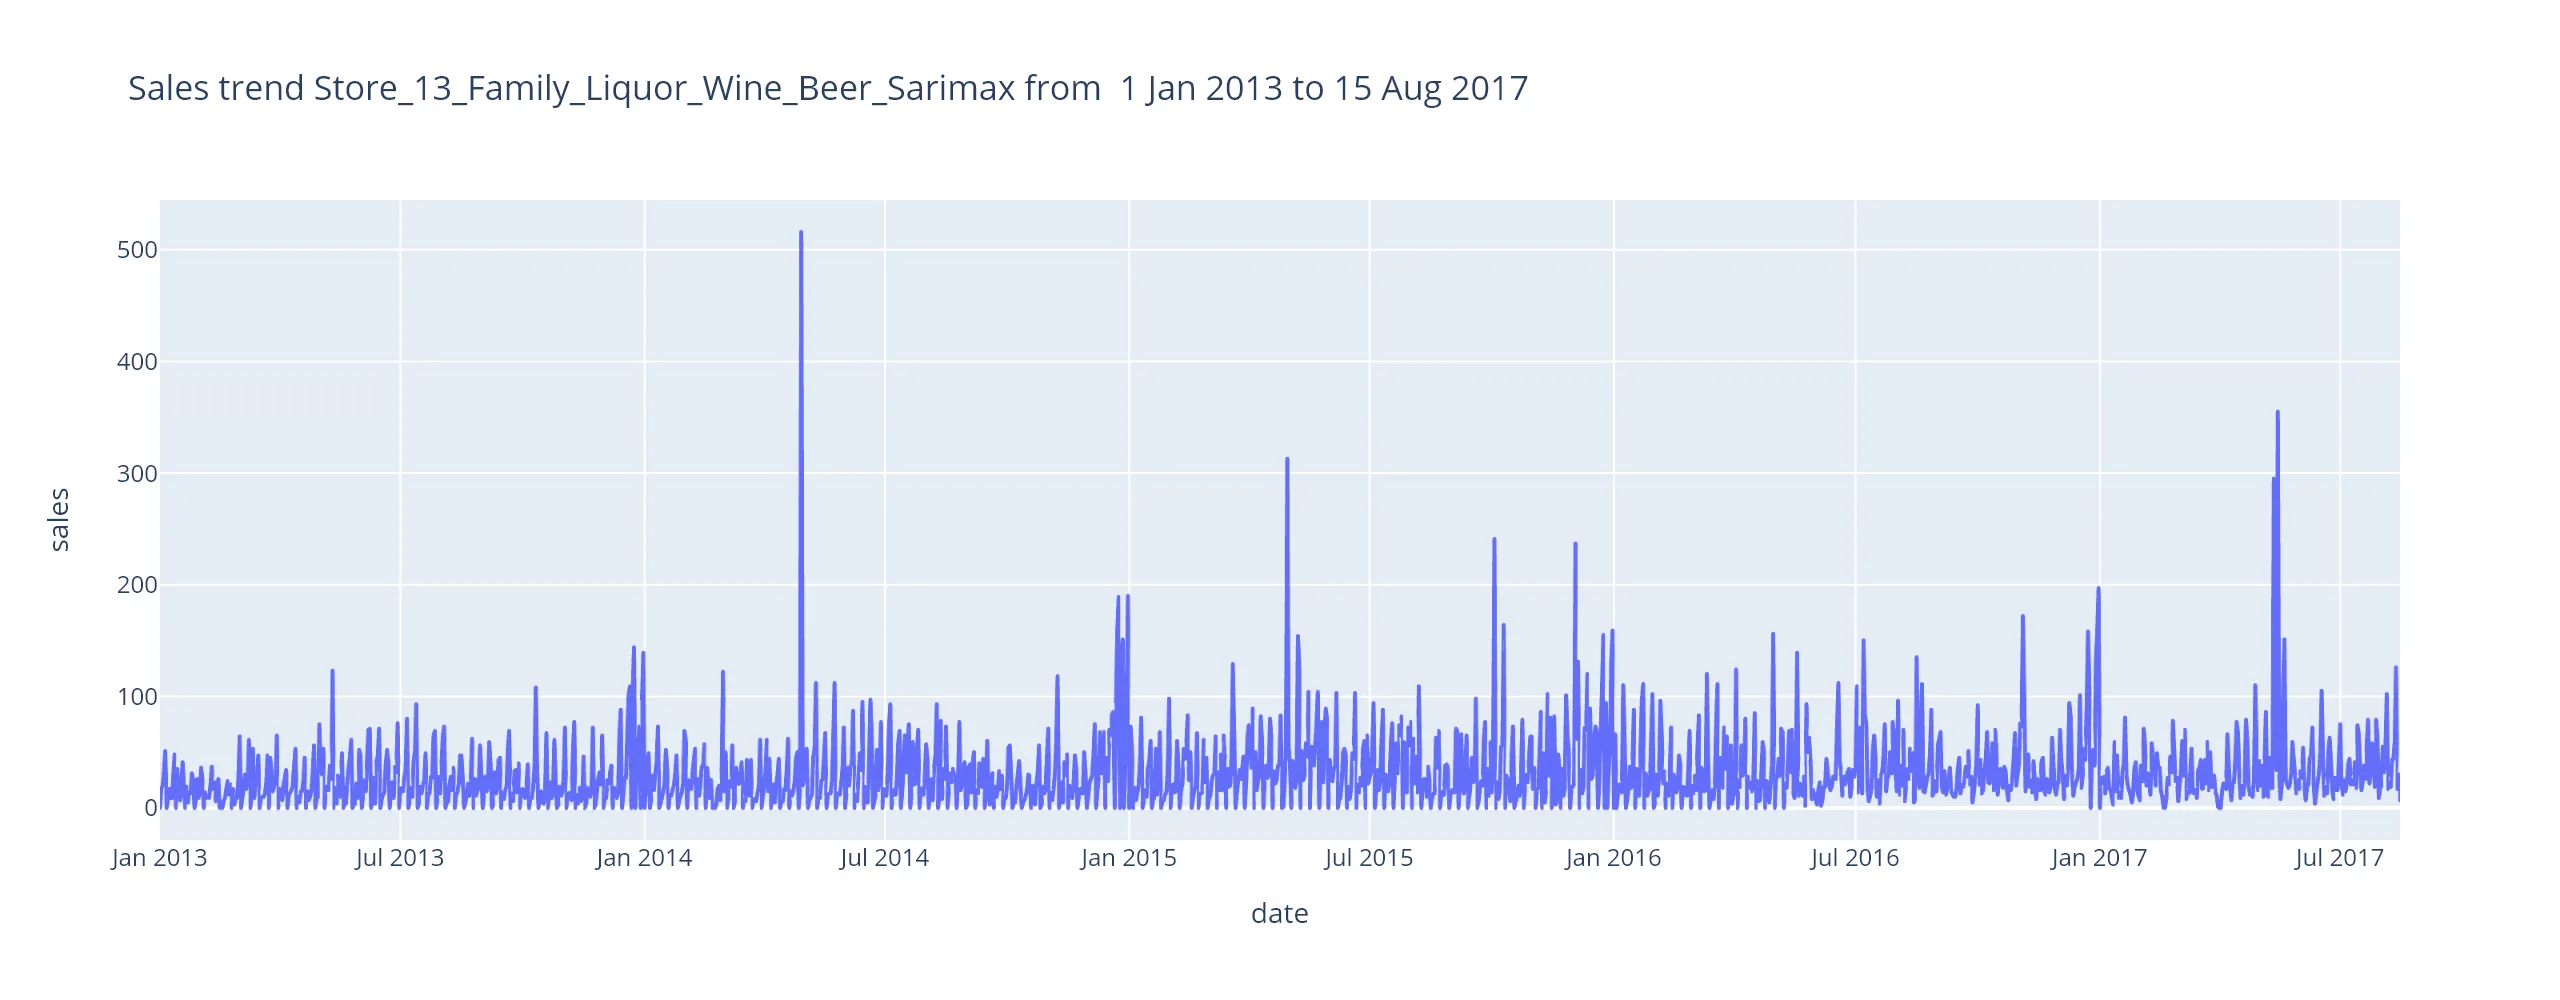 Sales trend Store_13_Family_Liquor_Wine_Beer_Sarimax from  1 Jan 2013 to 15 Aug 2017
500
400
300
200
100
0
sales
Jan 2013 Jul 2013 Jan 2014 Jul 2014 Jan 2015 Jul 2015 Jan 2016 Jul 2016 Jan 2017 Jul 2017
date